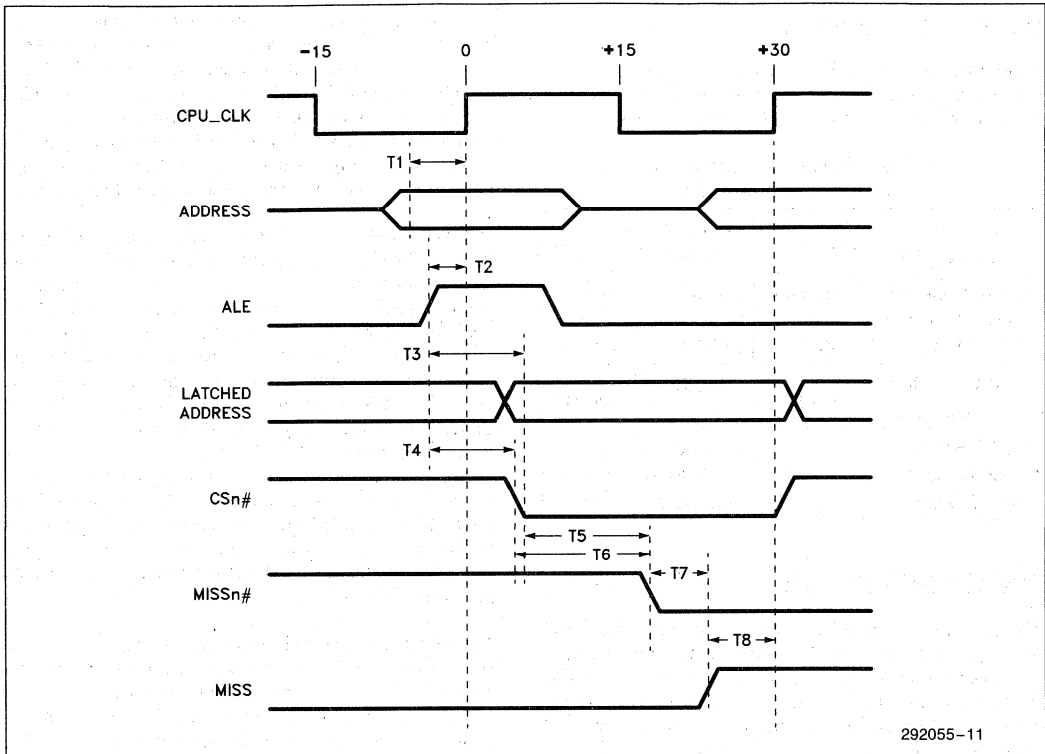 -15 0 +15 +30
CPU_CLK
T1
ADDRESS
T2
ALE
T3
LATCHED
ADDRESS
T4
CSn#
T5
T6
T7
MISSn#
T8
MISS
292055-11